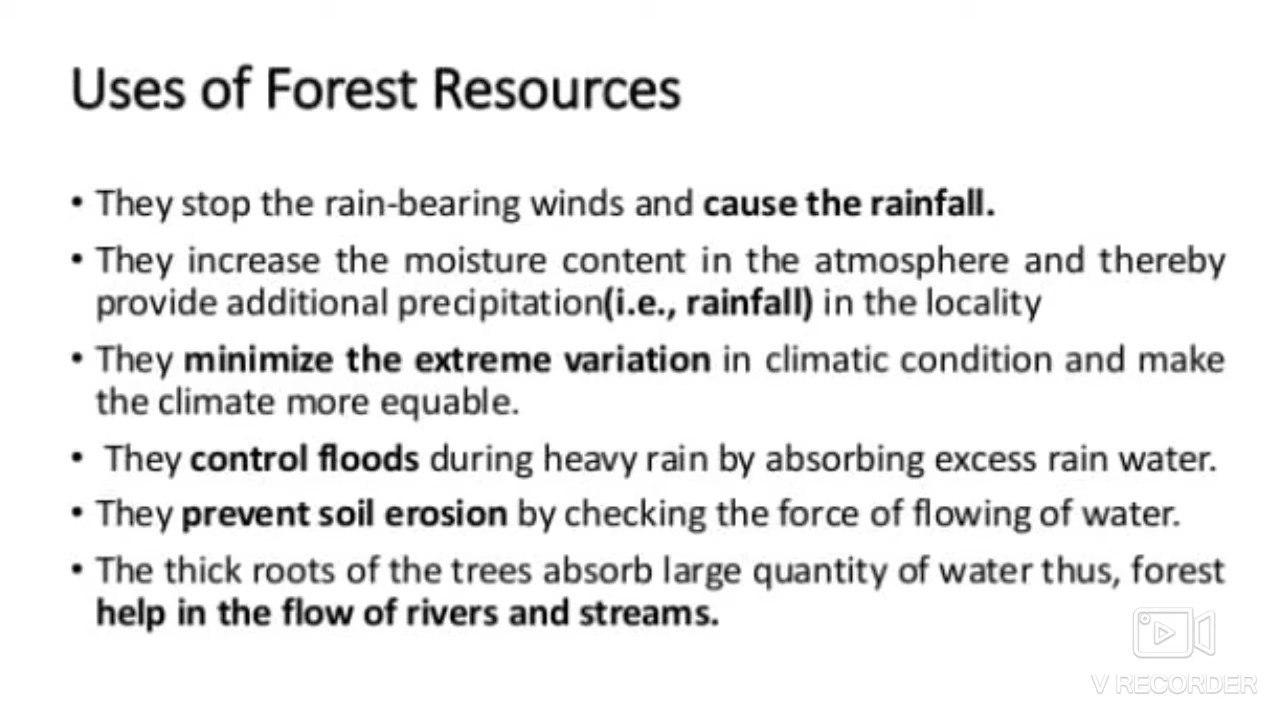 Uses of Forest Resources
• They stop the rain-bearing winds and cause the rainfall.
• They increase the moisture content in the atmosphere and thereby
provide additional precipitation(i.e., rainfall) in the locality
• They minimize the extreme variation in climatic condition and make
the climate more equable.
• They control floods during heavy rain by absorbing excess rain water.
• They prevent soil erosion by checking the force of flowing of water.
• The thick roots of the trees absorb large quantity of water thus, forest
help in the flow of rivers and streams.
V RECORDER